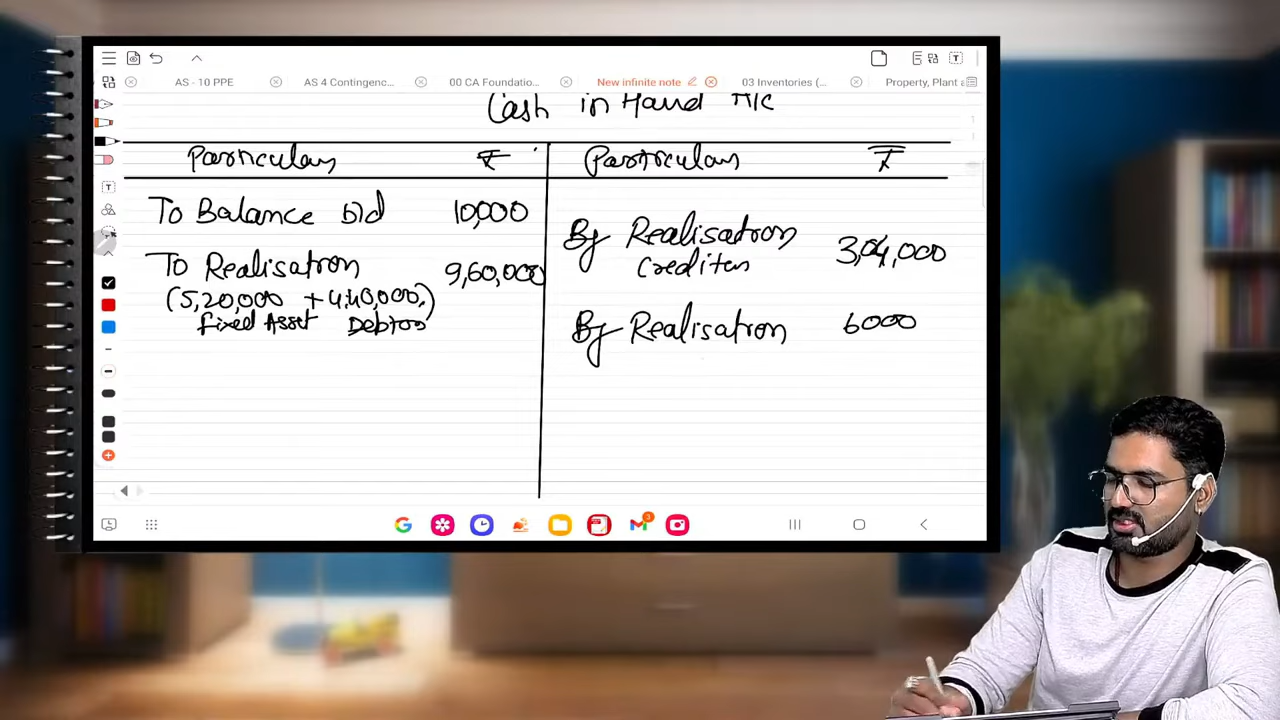 AS - 10 PPE
AS 4 Contingenc...
00 CA Foundatio...
New infinite note
03 Inventories (...
Property, Plant a
Cash in Hand A/c
Particulars ₹ Particulars ₹
To Balance b/d 10,000
By Realisation 3,04,000
Creditors
To Realisation 9,60,000
(5,20,000 + 4,40,000)
Fixed Asset Debtors
By Realisation 6000
3